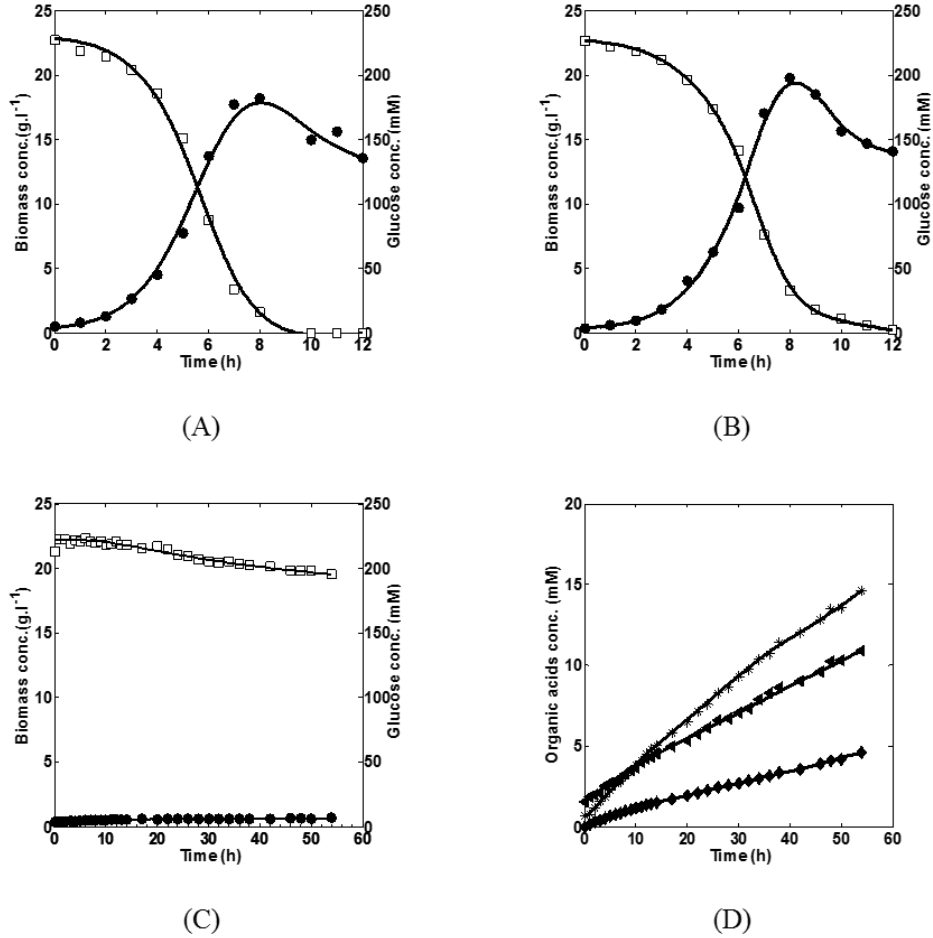 25
20
15
10
5
0
Biomass conc.(g.l⁻¹)
250
200
150
100
50
0
Glucose conc. (mM)
0 2 4 6 8 10 12
Time (h)
(A)
25
20
15
10
5
0
Biomass conc.(g.l⁻¹)
250
200
150
100
50
0
Glucose conc. (mM)
0 2 4 6 8 10 12
Time (h)
(B)
25
20
15
10
5
0
Biomass conc.(g.l⁻¹)
250
200
150
100
50
0
Glucose conc. (mM)
0 10 20 30 40 50 60
Time (h)
(C)
20
15
10
5
0
Organic acids conc. (mM)
0 10 20 30 40 50 60
Time (h)
(D)